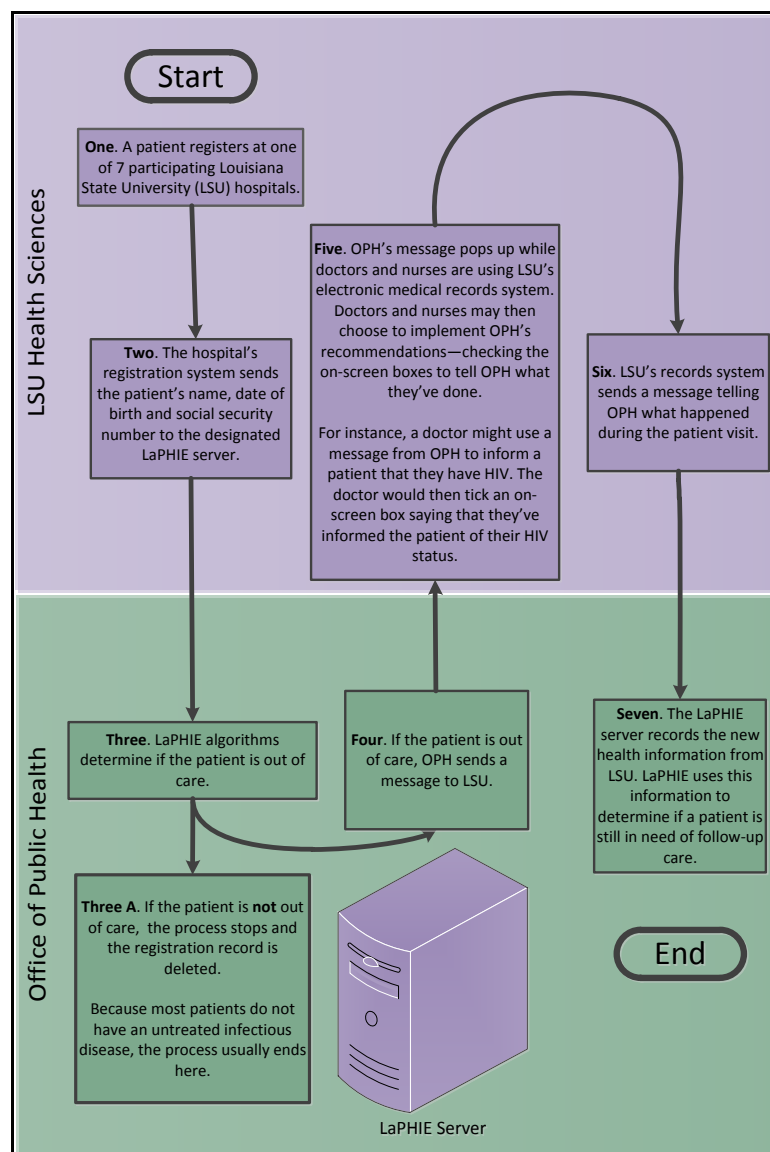 LSU Health Sciences
Start
One. A patient registers at one
of 7 participating Louisiana
State University (LSU) hospitals.
Two. The hospital's
registration system sends
the patient's name, date of
birth and social security
number to the designated
LaPHIE server.
Five. OPH's message pops up while
doctors and nurses are using LSU's
electronic medical records system.
Doctors and nurses may then
choose to implement OPH's
recommendations—checking the
on-screen boxes to tell OPH what
they've done.
For instance, a doctor might use a
message from OPH to inform a
patient that they have HIV. The
doctor would then tick an on-
screen box saying that they've
informed the patient of their HIV
status.
Six. LSU's records system
sends a message telling
OPH what happened
during the patient visit.
Office of Public Health
Three. LaPHIE algorithms
determine if the patient is out of
care.
Three A. If the patient is not out
of care, the process stops and
the registration record is
deleted.
Because most patients do not
have an untreated infectious
disease, the process usually ends
here.
Four. If the patient is out
of care, OPH sends a
message to LSU.
Seven. The LaPHIE
server records the new
health information from
LSU. LaPHIE uses this
information to
determine if a patient is
still in need of follow-up
care.
End
LaPHIE Server